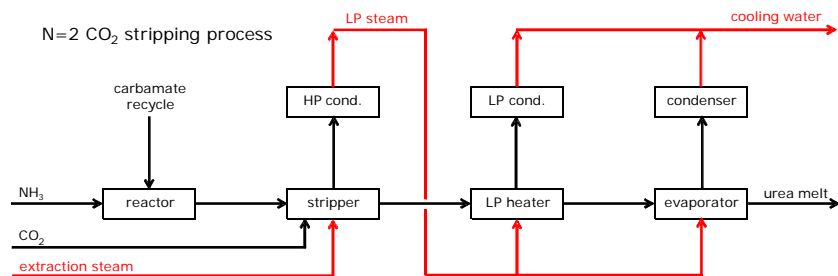 LP steam
cooling water
N=2 CO₂ stripping process
carbamate
recycle
HP cond.
LP cond.
condenser
NH₃
reactor
stripper
LP heater
evaporator
urea melt
CO₂
extraction steam